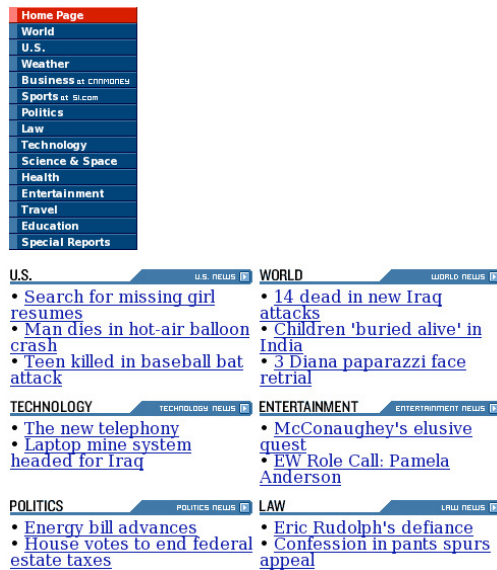 Home Page
World
U.S.
Weather
Business at CNNMONEY
Sports at SI.com
Politics
Law
Technology
Science & Space
Health
Entertainment
Travel
Education
Special Reports
U.S. U.S. NEWS
• Search for missing girl
resumes
• Man dies in hot-air balloon
crash
• Teen killed in baseball bat
attack
WORLD WORLD NEWS
• 14 dead in new Iraq
attacks
• Children 'buried alive' in
India
• 3 Diana paparazzi face
retrial
TECHNOLOGY TECHNOLOGY NEWS
• The new telephony
• Laptop mine system
headed for Iraq
ENTERTAINMENT ENTERTAINMENT NEWS
• McConaughey's elusive
quest
• EW Role Call: Pamela
Anderson
POLITICS POLITICS NEWS
• Energy bill advances
• House votes to end federal
estate taxes
LAW LAW NEWS
• Eric Rudolph's defiance
• Confession in pants spurs
appeal